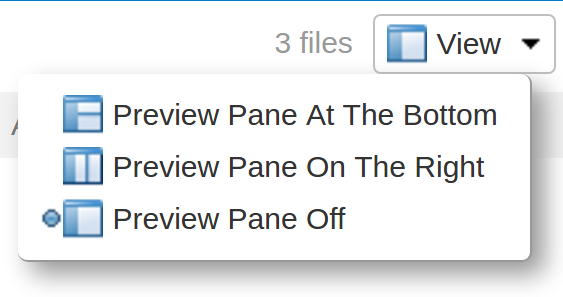 3 files View
Preview Pane At The Bottom
Preview Pane On The Right
Preview Pane Off